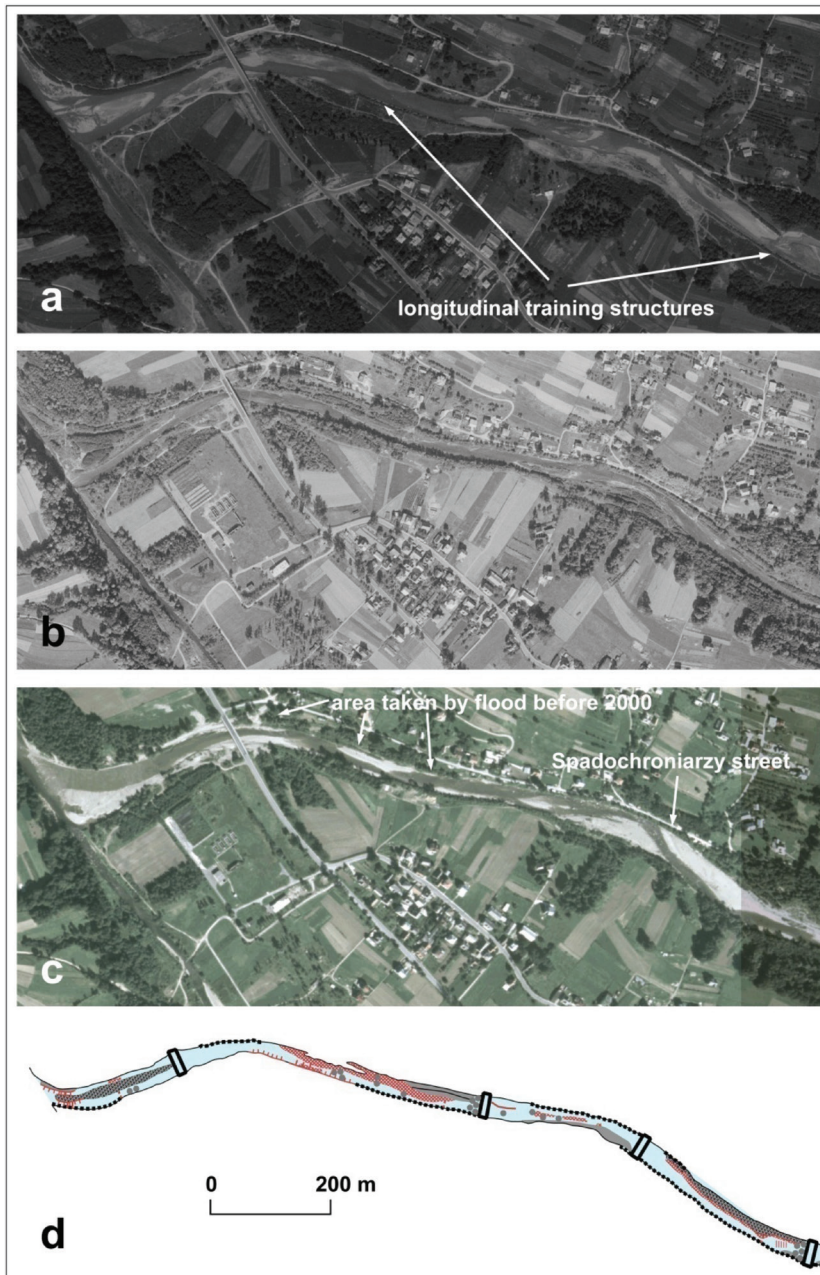 longitudinal training structures
a
b
area taken by flood before 2000
Spadochroniarzy street
c
0 200 m
d